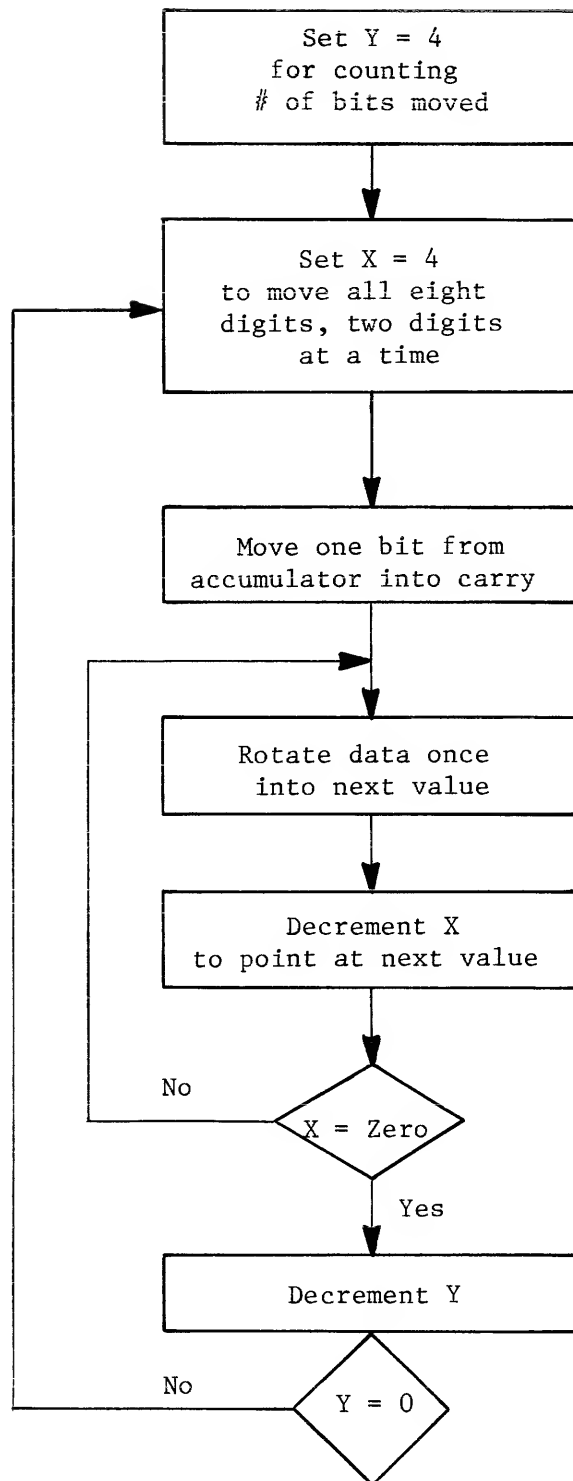 Set Y = 4
for counting
# of bits moved
Set X = 4
to move all eight
digits, two digits
at a time
Move one bit from
accumulator into carry
Rotate data once
into next value
Decrement X
to point at next value
No
X = Zero
Yes
Decrement Y
No
Y = 0